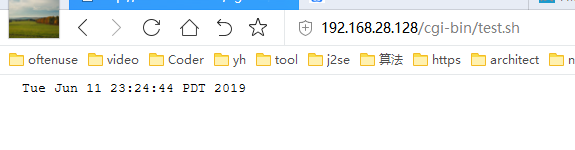 192.168.28.128/cgi-bin/test.sh
oftenuse video Coder yh tool j2se 算法 https architect
Tue Jun 11 23:24:44 PDT 2019